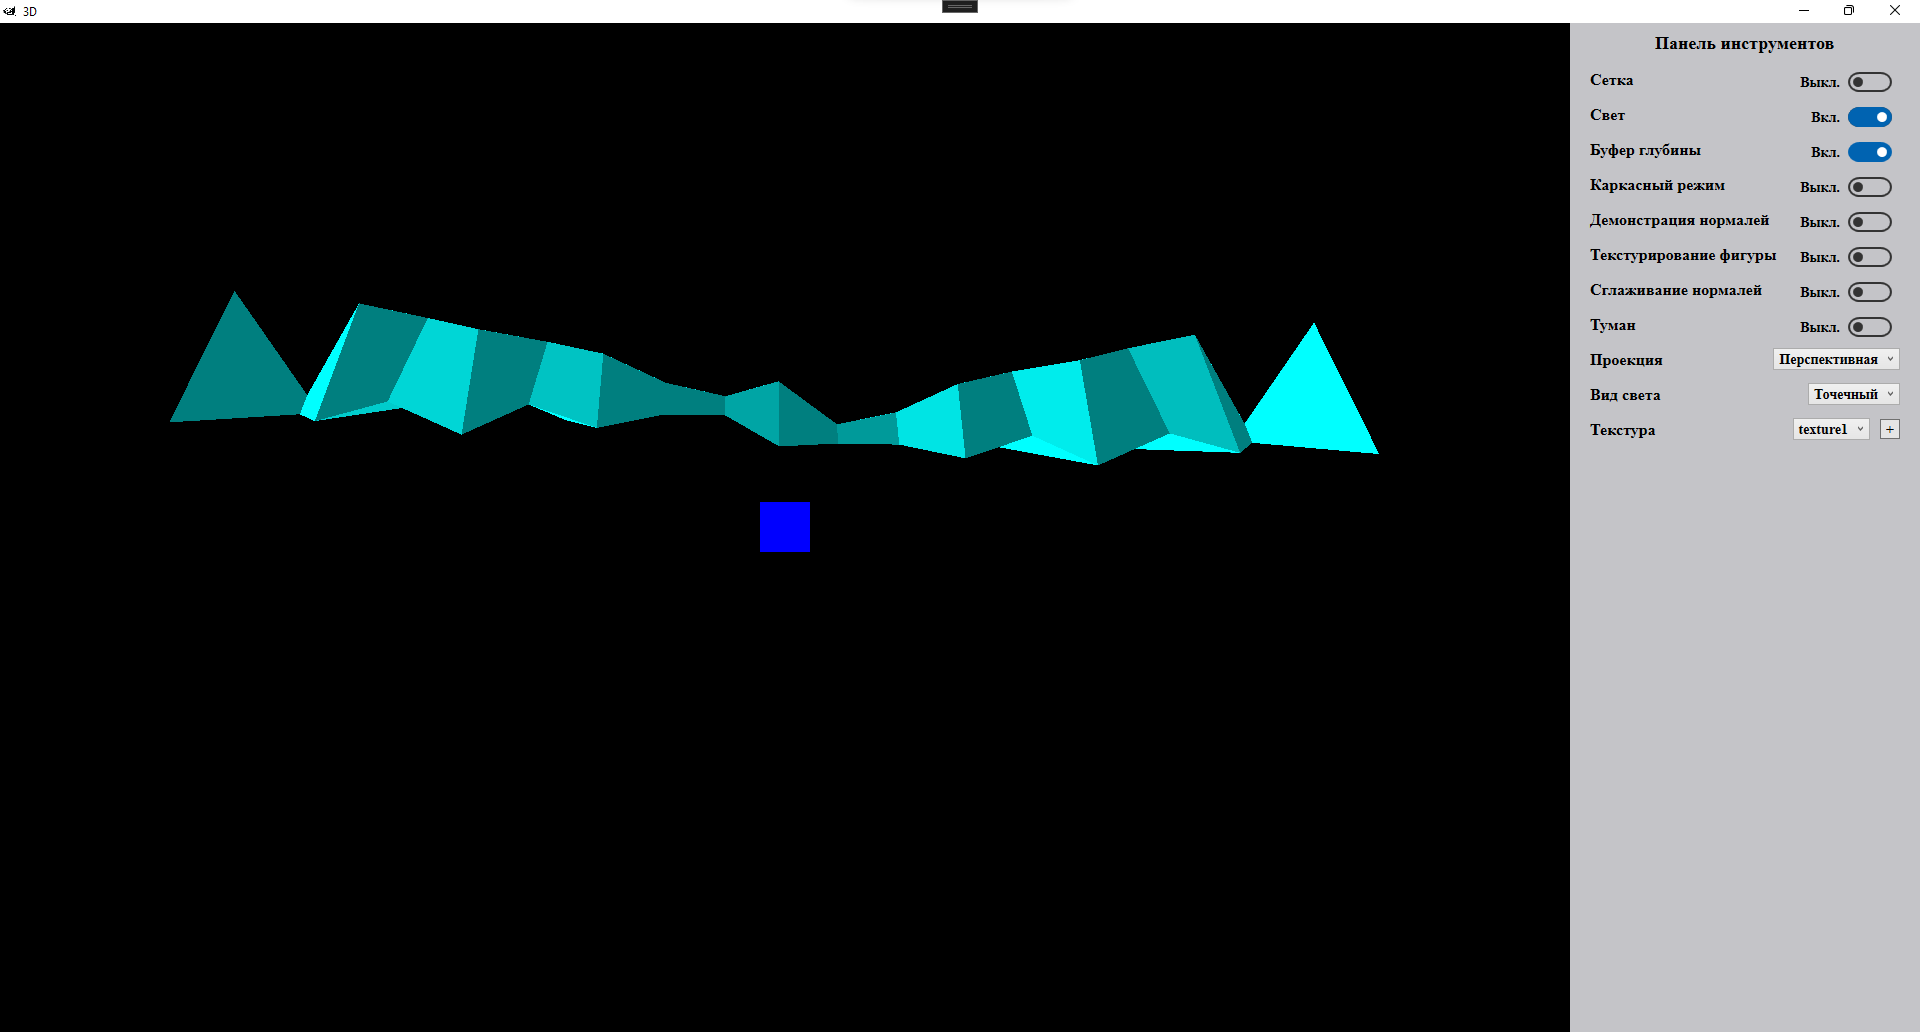 3D
Панель инструментов
Сетка Выкл.
Свет Вкл.
Буфер глубины Вкл.
Каркасный режим Выкл.
Демонстрация нормалей Выкл.
Текстурирование фигуры Выкл.
Сглаживание нормалей Выкл.
Туман Выкл.
Проекция Перспективная
Вид света Точечный
Текстура texture1 +